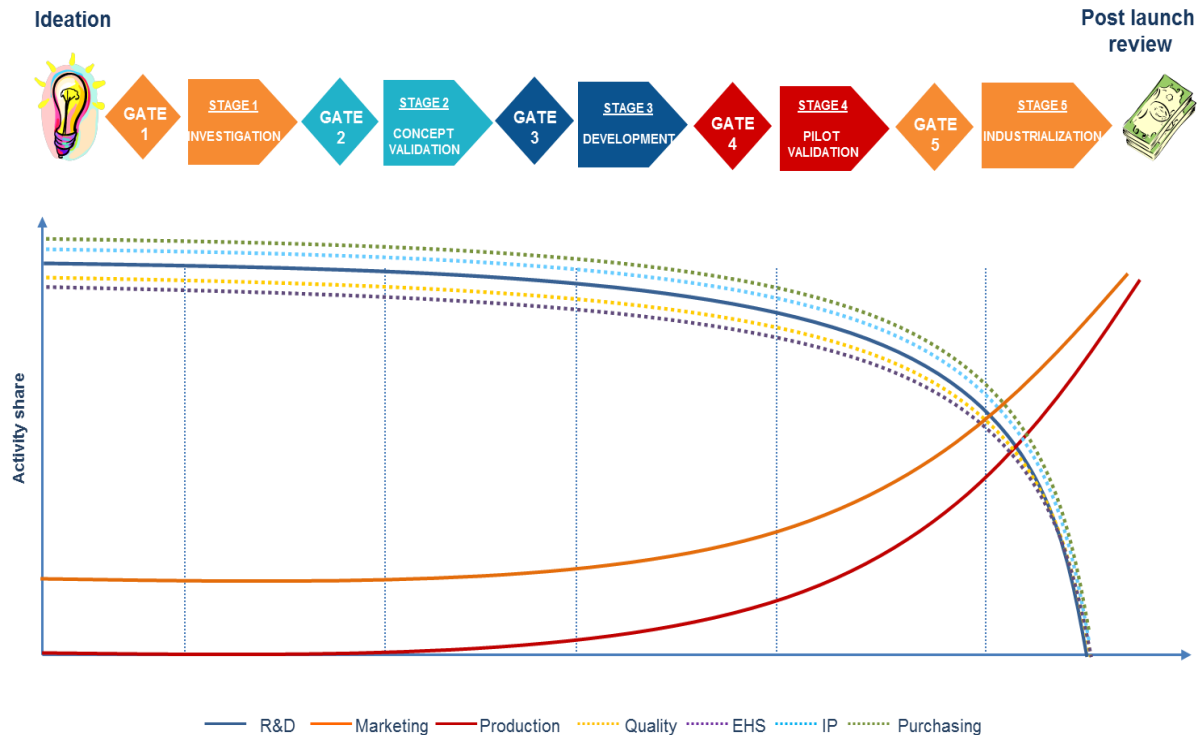 Ideation
Post launch
review
GATE
1
STAGE 1
INVESTIGATION
GATE
2
STAGE 2
CONCEPT
VALIDATION
GATE
3
STAGE 3
DEVELOPMENT
GATE
4
STAGE 4
PILOT
VALIDATION
GATE
5
STAGE 5
INDUSTRIALIZATION
Activity share
R&D
Marketing
Production
Quality
EHS
IP
Purchasing